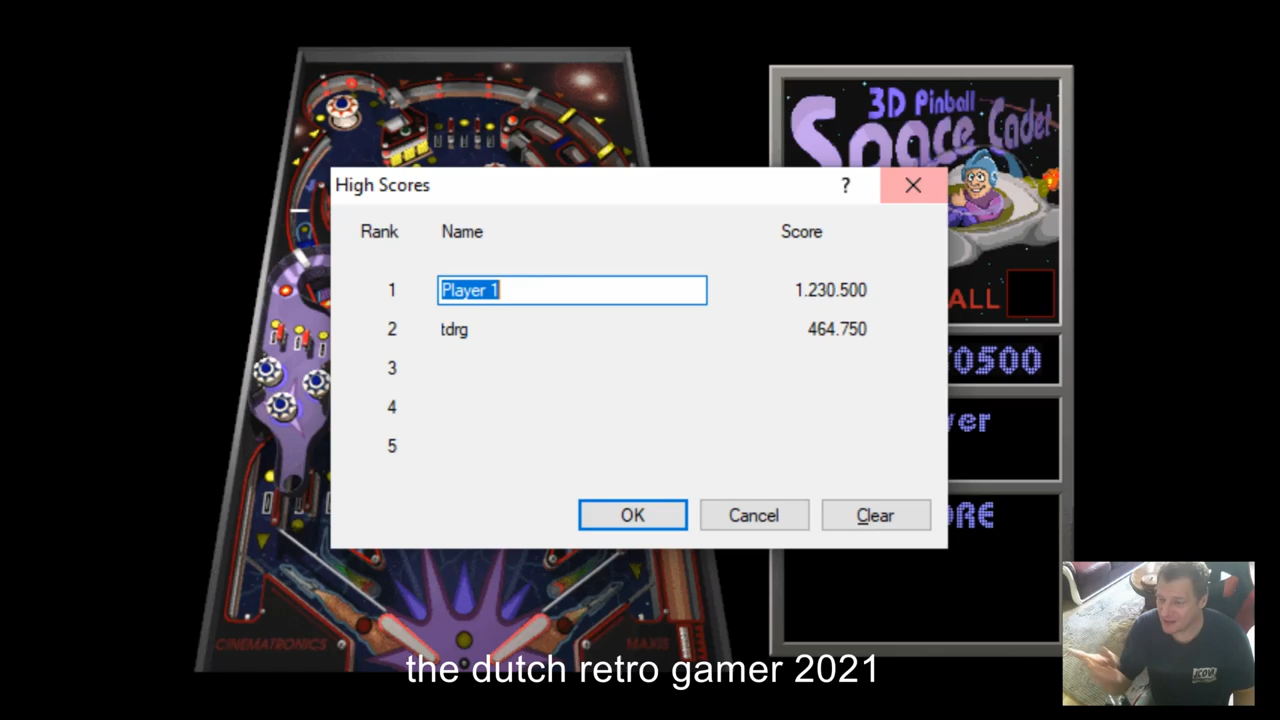 3D Pinball
Space Cadet
High Scores
?
Rank Name Score
1 Player 1 1.230.500
2 tdrg 464.750
3
4
5
OK Cancel Clear
ALL
0500
ver
ORE
CINEMATRONICS
MAXIS
the dutch retro gamer 2021